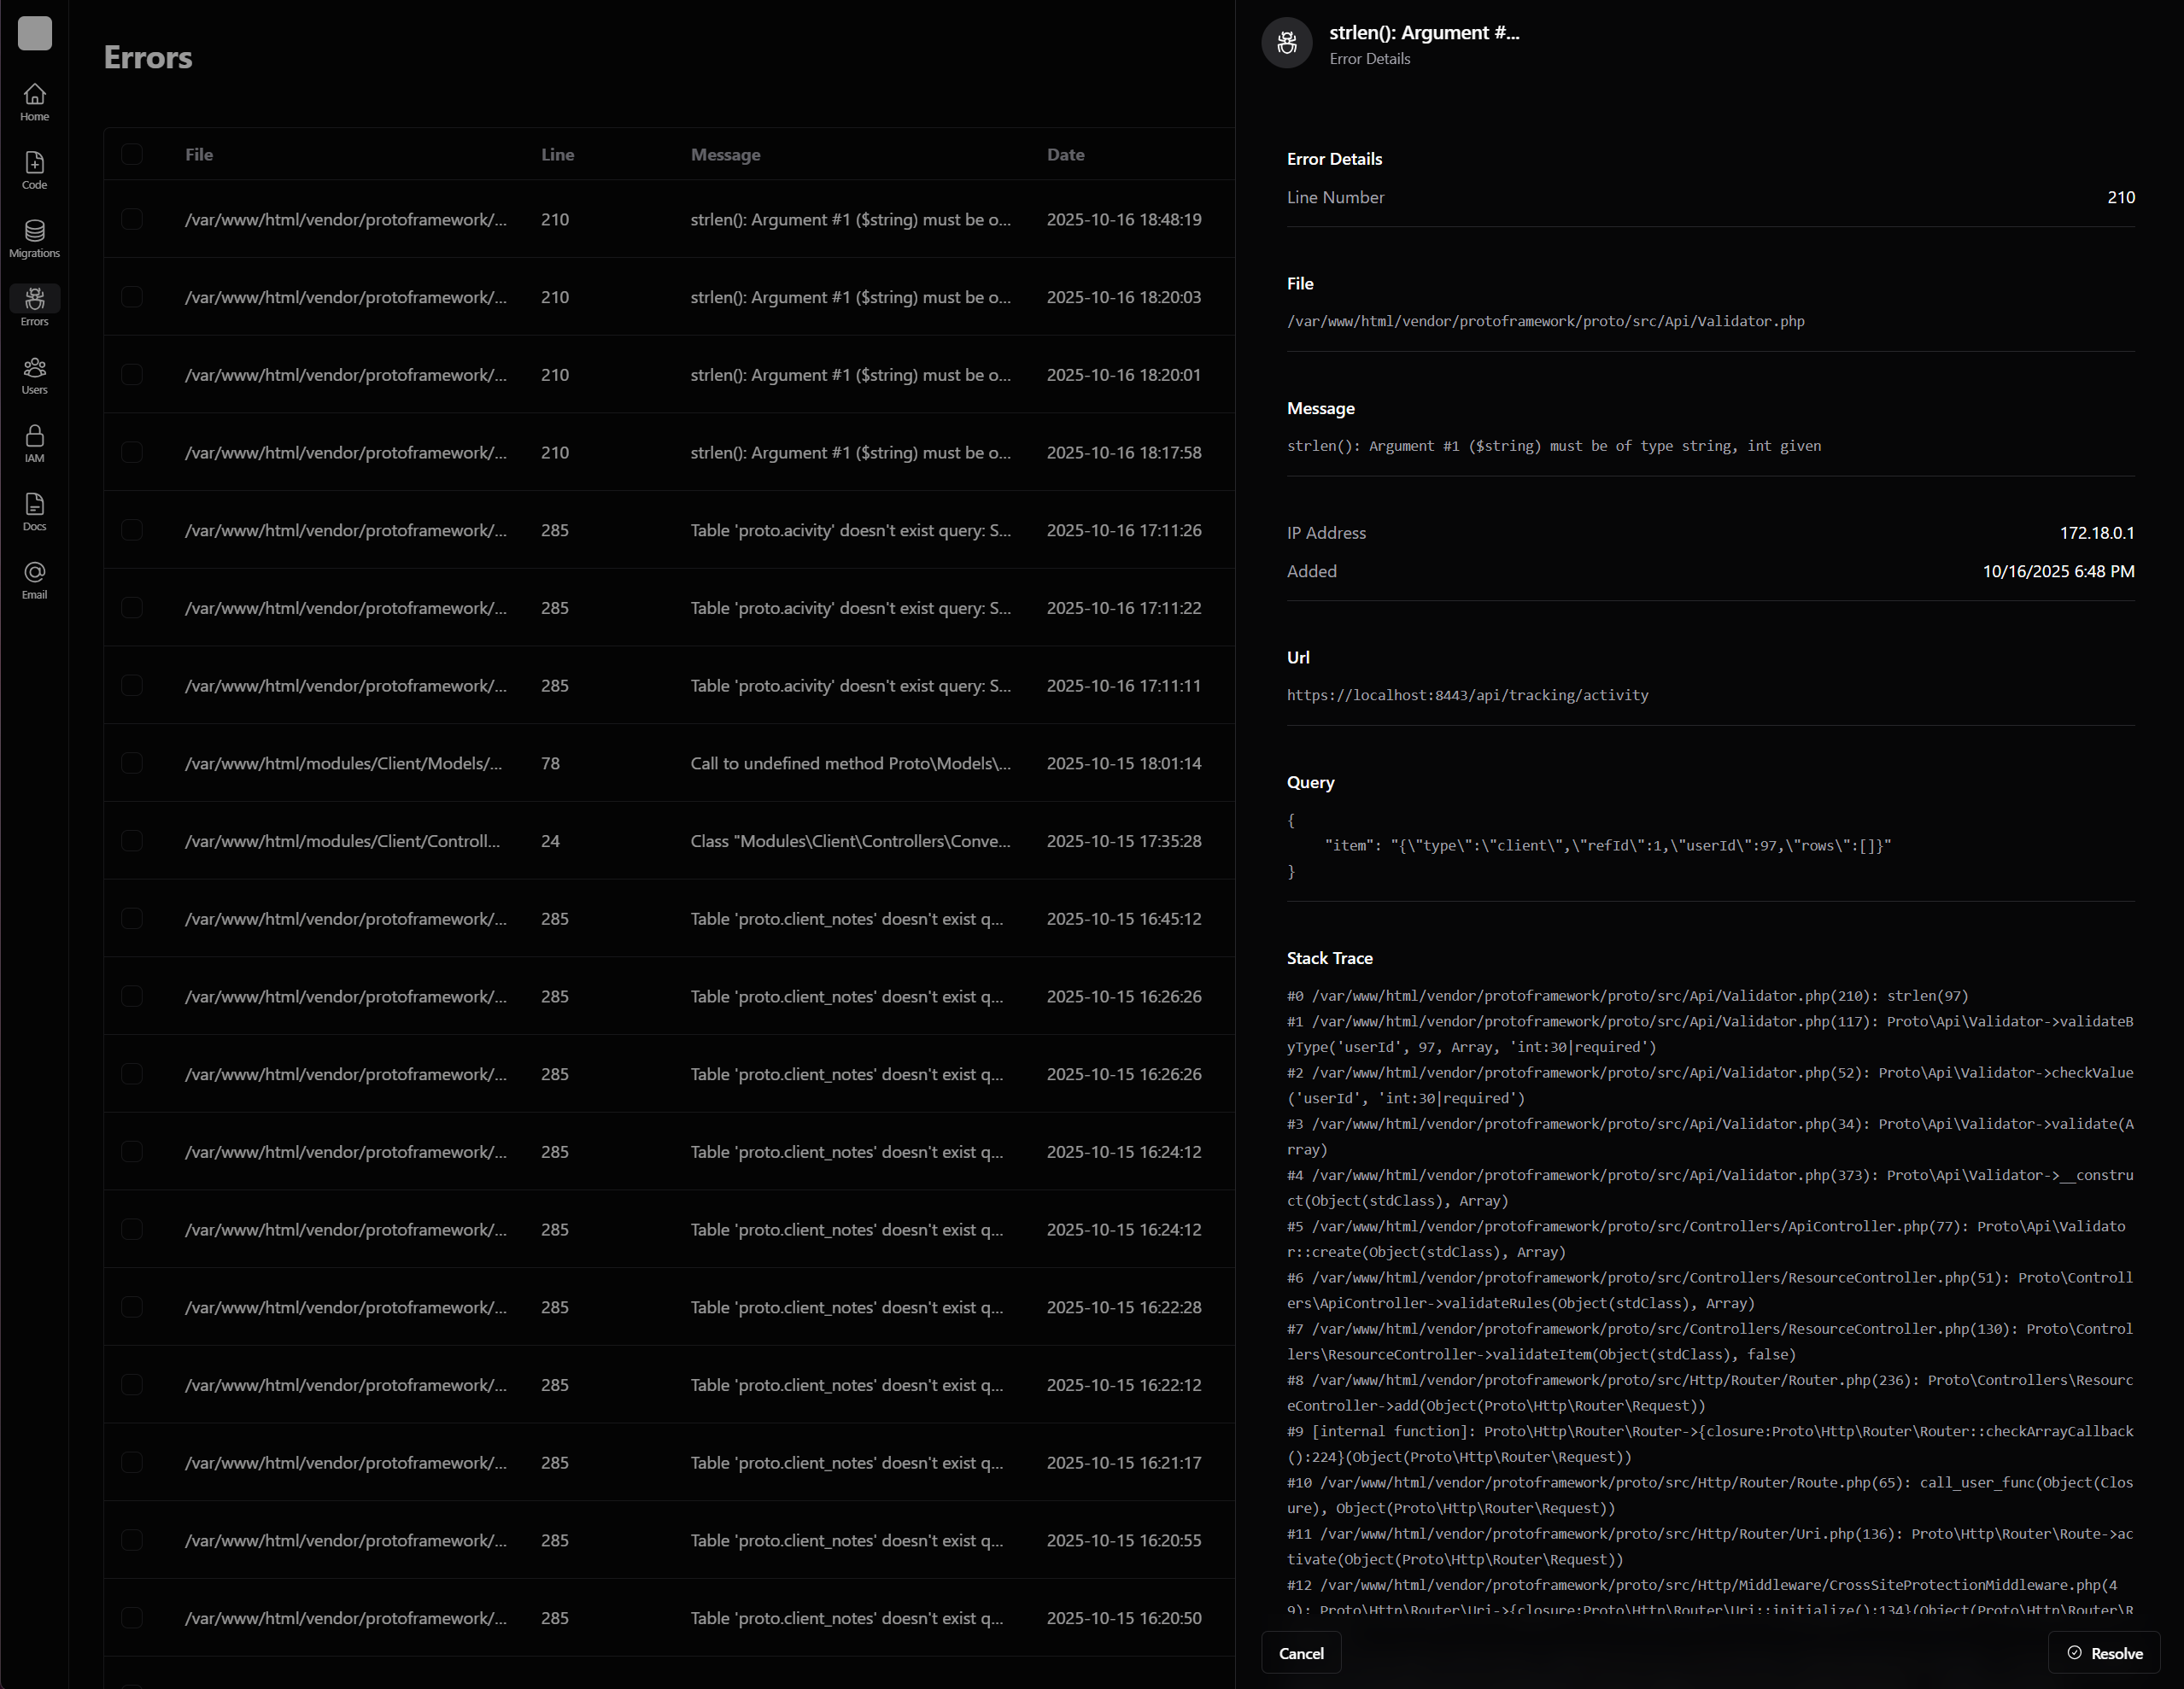 Home
Code
Migrations
Errors
Users
IAM
Docs
Email
Errors
File Line Message Date
/var/www/html/vendor/protoframework/... 210 strlen(): Argument #1 ($string) must be o... 2025-10-16 18:48:19
/var/www/html/vendor/protoframework/... 210 strlen(): Argument #1 ($string) must be o... 2025-10-16 18:20:03
/var/www/html/vendor/protoframework/... 210 strlen(): Argument #1 ($string) must be o... 2025-10-16 18:20:01
/var/www/html/vendor/protoframework/... 210 strlen(): Argument #1 ($string) must be o... 2025-10-16 18:17:58
/var/www/html/vendor/protoframework/... 285 Table 'proto.acivity' doesn't exist query: S... 2025-10-16 17:11:26
/var/www/html/vendor/protoframework/... 285 Table 'proto.acivity' doesn't exist query: S... 2025-10-16 17:11:22
/var/www/html/vendor/protoframework/... 285 Table 'proto.acivity' doesn't exist query: S... 2025-10-16 17:11:11
/var/www/html/modules/Client/Models/... 78 Call to undefined method Proto\Models\... 2025-10-15 18:01:14
/var/www/html/modules/Client/Controll... 24 Class "Modules\Client\Controllers\Conve... 2025-10-15 17:35:28
/var/www/html/vendor/protoframework/... 285 Table 'proto.client_notes' doesn't exist q... 2025-10-15 16:45:12
/var/www/html/vendor/protoframework/... 285 Table 'proto.client_notes' doesn't exist q... 2025-10-15 16:26:26
/var/www/html/vendor/protoframework/... 285 Table 'proto.client_notes' doesn't exist q... 2025-10-15 16:26:26
/var/www/html/vendor/protoframework/... 285 Table 'proto.client_notes' doesn't exist q... 2025-10-15 16:24:12
/var/www/html/vendor/protoframework/... 285 Table 'proto.client_notes' doesn't exist q... 2025-10-15 16:24:12
/var/www/html/vendor/protoframework/... 285 Table 'proto.client_notes' doesn't exist q... 2025-10-15 16:22:28
/var/www/html/vendor/protoframework/... 285 Table 'proto.client_notes' doesn't exist q... 2025-10-15 16:22:12
/var/www/html/vendor/protoframework/... 285 Table 'proto.client_notes' doesn't exist q... 2025-10-15 16:21:17
/var/www/html/vendor/protoframework/... 285 Table 'proto.client_notes' doesn't exist q... 2025-10-15 16:20:55
/var/www/html/vendor/protoframework/... 285 Table 'proto.client_notes' doesn't exist q... 2025-10-15 16:20:50
strlen(): Argument #...
Error Details
Error Details
Line Number 210
File
/var/www/html/vendor/protoframework/proto/src/Api/Validator.php
Message
strlen(): Argument #1 ($string) must be of type string, int given
IP Address 172.18.0.1
Added 10/16/2025 6:48 PM
Url
https://localhost:8443/api/tracking/activity
Query
{
"item": "{\"type\":\"client\",\"refId\":1,\"userId\":97,\"rows\":[]}"
}
Stack Trace
#0 /var/www/html/vendor/protoframework/proto/src/Api/Validator.php(210): strlen(97)
#1 /var/www/html/vendor/protoframework/proto/src/Api/Validator.php(117): Proto\Api\Validator->validateB
yType('userId', 97, Array, 'int:30|required')
#2 /var/www/html/vendor/protoframework/proto/src/Api/Validator.php(52): Proto\Api\Validator->checkValue
('userId', 'int:30|required')
#3 /var/www/html/vendor/protoframework/proto/src/Api/Validator.php(34): Proto\Api\Validator->validate(A
rray)
#4 /var/www/html/vendor/protoframework/proto/src/Api/Validator.php(373): Proto\Api\Validator->__constru
ct(Object(stdClass), Array)
#5 /var/www/html/vendor/protoframework/proto/src/Controllers/ApiController.php(77): Proto\Api\Validato
r::create(Object(stdClass), Array)
#6 /var/www/html/vendor/protoframework/proto/src/Controllers/ResourceController.php(51): Proto\Controll
ers\ApiController->validateRules(Object(stdClass), Array)
#7 /var/www/html/vendor/protoframework/proto/src/Controllers/ResourceController.php(130): Proto\Control
lers\ResourceController->validateItem(Object(stdClass), false)
#8 /var/www/html/vendor/protoframework/proto/src/Http/Router/Router.php(236): Proto\Controllers\Resourc
eController->add(Object(Proto\Http\Router\Request))
#9 [internal function]: Proto\Http\Router\Router->{closure:Proto\Http\Router\Router::checkArrayCallback
():224}(Object(Proto\Http\Router\Request))
#10 /var/www/html/vendor/protoframework/proto/src/Http/Router/Route.php(65): call_user_func(Object(Clos
ure), Object(Proto\Http\Router\Request))
#11 /var/www/html/vendor/protoframework/proto/src/Http/Router/Uri.php(136): Proto\Http\Router\Route->ac
tivate(Object(Proto\Http\Router\Request))
#12 /var/www/html/vendor/protoframework/proto/src/Http/Middleware/CrossSiteProtectionMiddleware.php(4
9): Proto\Http\Router\Uri->{closure:Proto\Http\Router\Uri::initialize():134}(Object(Proto\Http\Router\R
Cancel
Resolve